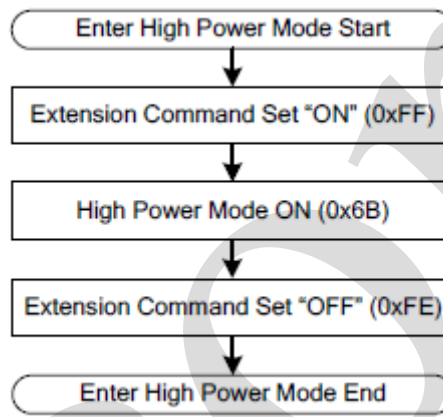 Enter High Power Mode Start
Extension Command Set “ON” (0xFF)
High Power Mode ON (0x6B)
Extension Command Set “OFF” (0xFE)
Enter High Power Mode End